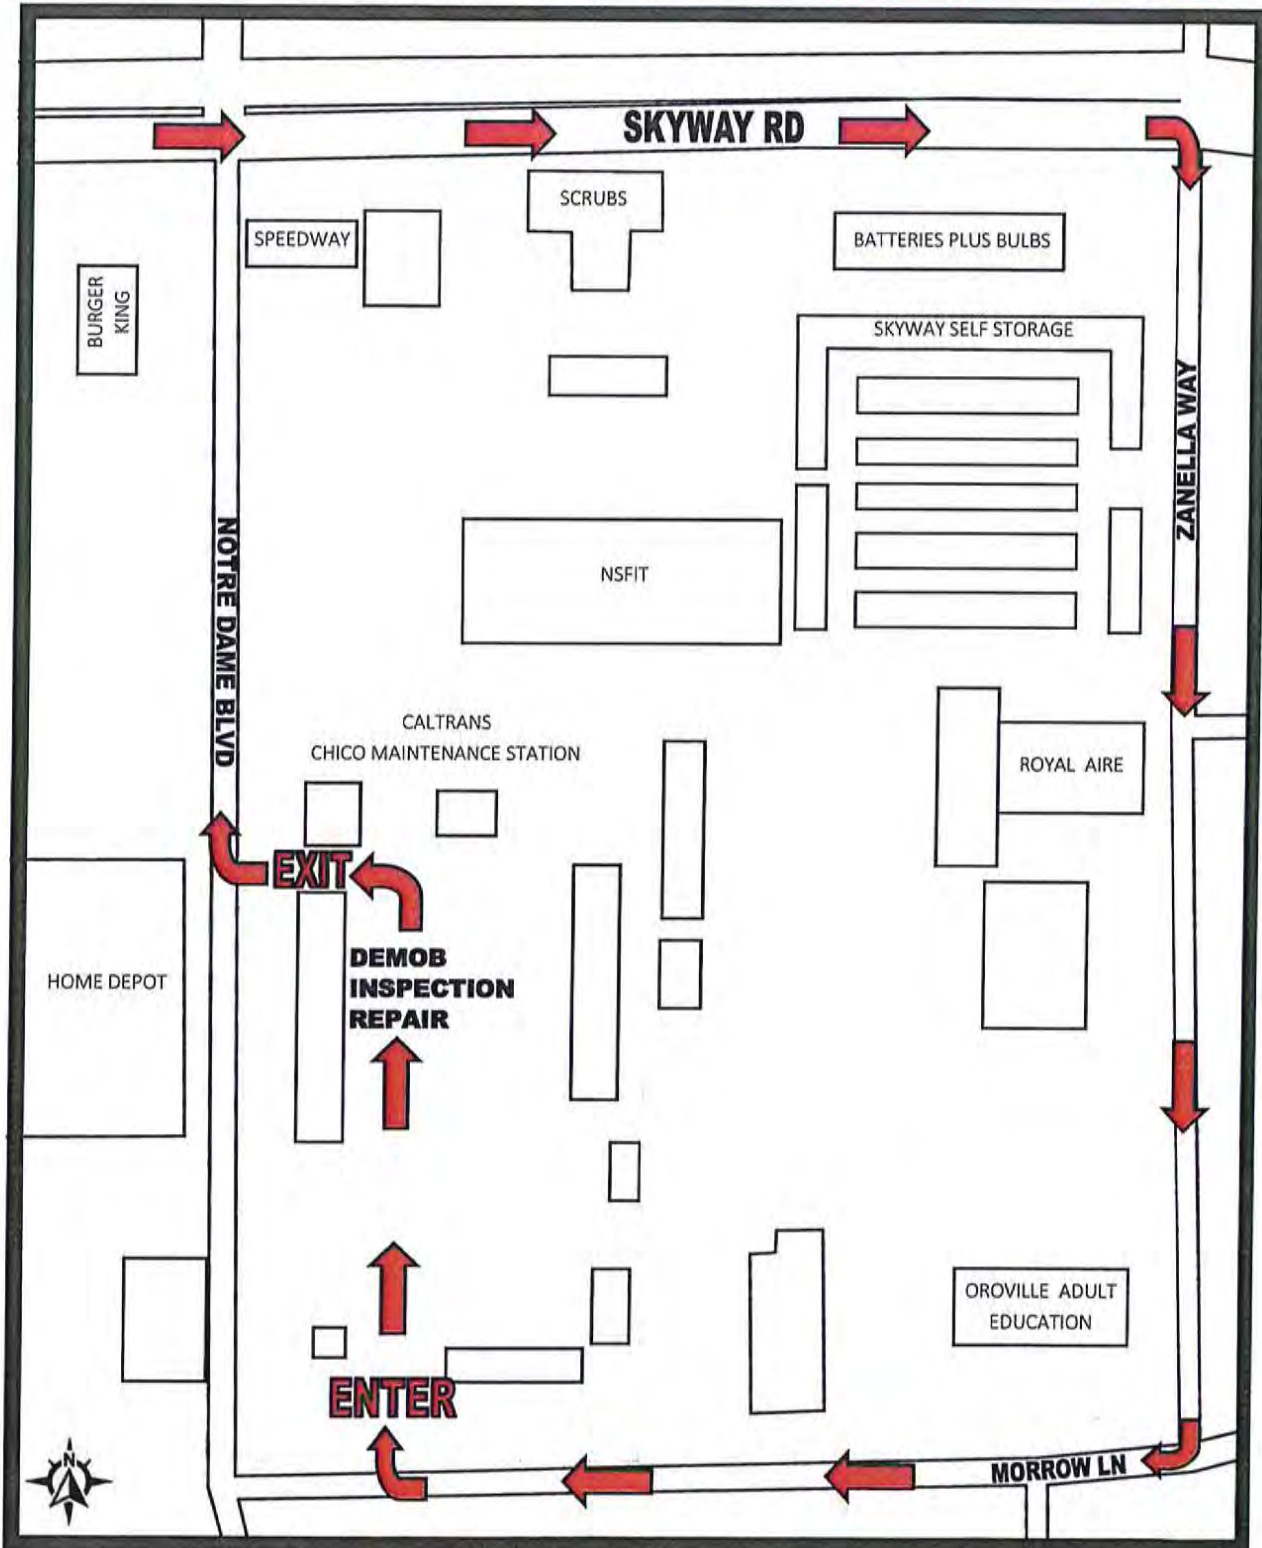 SKYWAY RD
SCRUBS
SPEEDWAY
BATTERIES PLUS BULBS
BURGER
KING
SKYWAY SELF STORAGE
ZANELLA WAY
NOTRE DAME BLVD
NSFIT
CALTRANS
CHICO MAINTENANCE STATION
ROYAL AIRE
EXIT
DEMOB
INSPECTION
REPAIR
HOME DEPOT
OROVILLE ADULT
EDUCATION
ENTER
MORROW LN
N